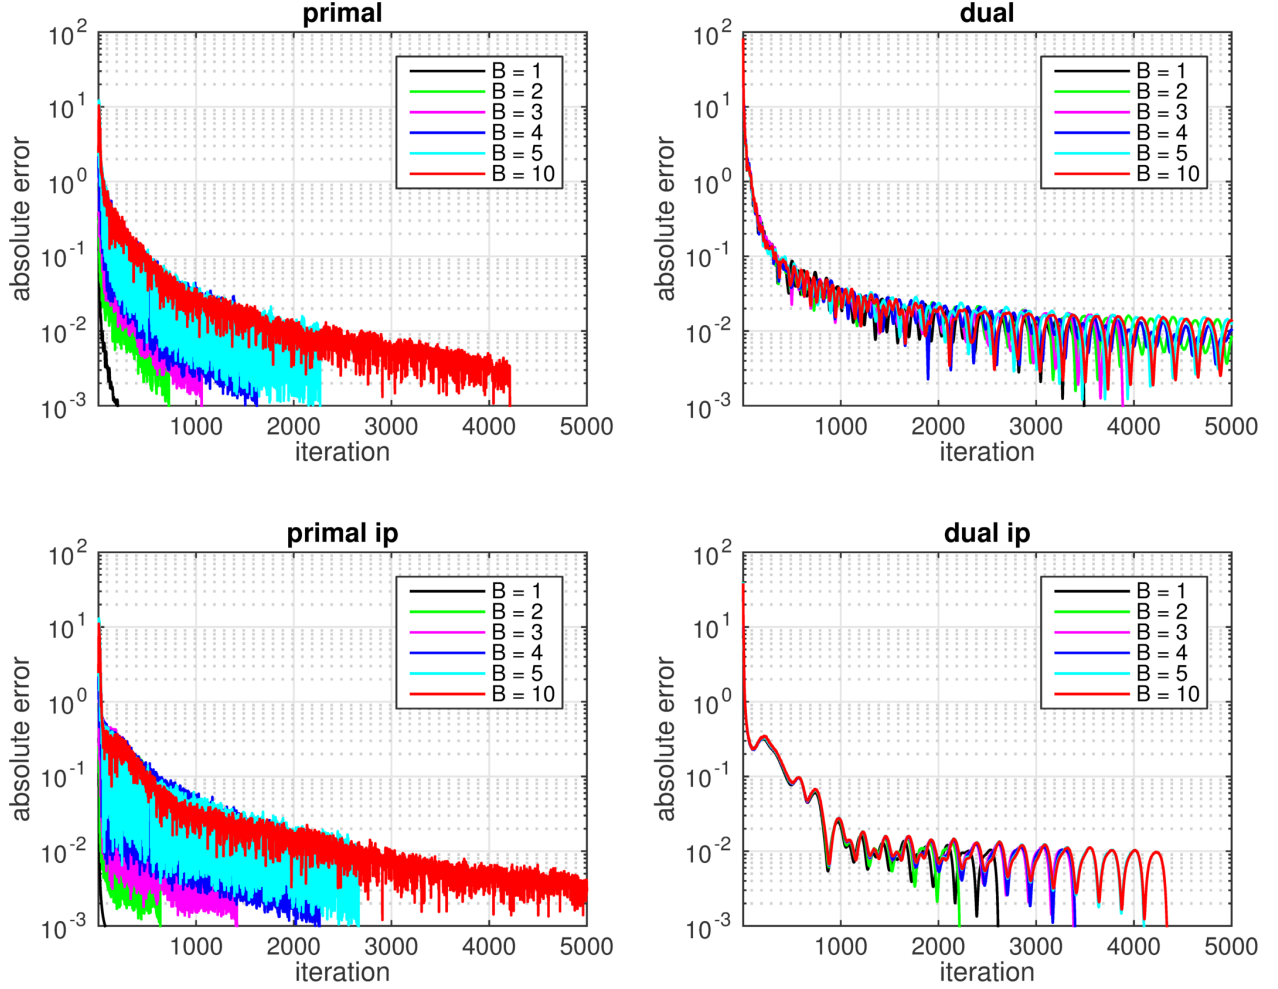 primal
10^2
10^1
10^0
10^-1
10^-2
10^-3
absolute error
1000 2000 3000 4000 5000
iteration
B = 1
B = 2
B = 3
B = 4
B = 5
B = 10
dual
10^2
10^1
10^0
10^-1
10^-2
10^-3
absolute error
1000 2000 3000 4000 5000
iteration
B = 1
B = 2
B = 3
B = 4
B = 5
B = 10
primal ip
10^2
10^1
10^0
10^-1
10^-2
10^-3
absolute error
1000 2000 3000 4000 5000
iteration
B = 1
B = 2
B = 3
B = 4
B = 5
B = 10
dual ip
10^2
10^1
10^0
10^-1
10^-2
10^-3
absolute error
1000 2000 3000 4000 5000
iteration
B = 1
B = 2
B = 3
B = 4
B = 5
B = 10